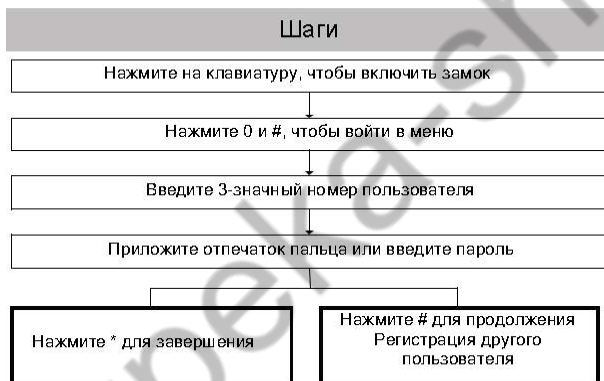 Шаги
Нажмите на клавиатуру, чтобы включить замок
Нажмите 0 и #, чтобы войти в меню
Введите 3-значный номер пользователя
Приложите отпечаток пальца или введите пароль
Нажмите * для завершения
Нажмите # для продолжения
Регистрация другого
пользователя